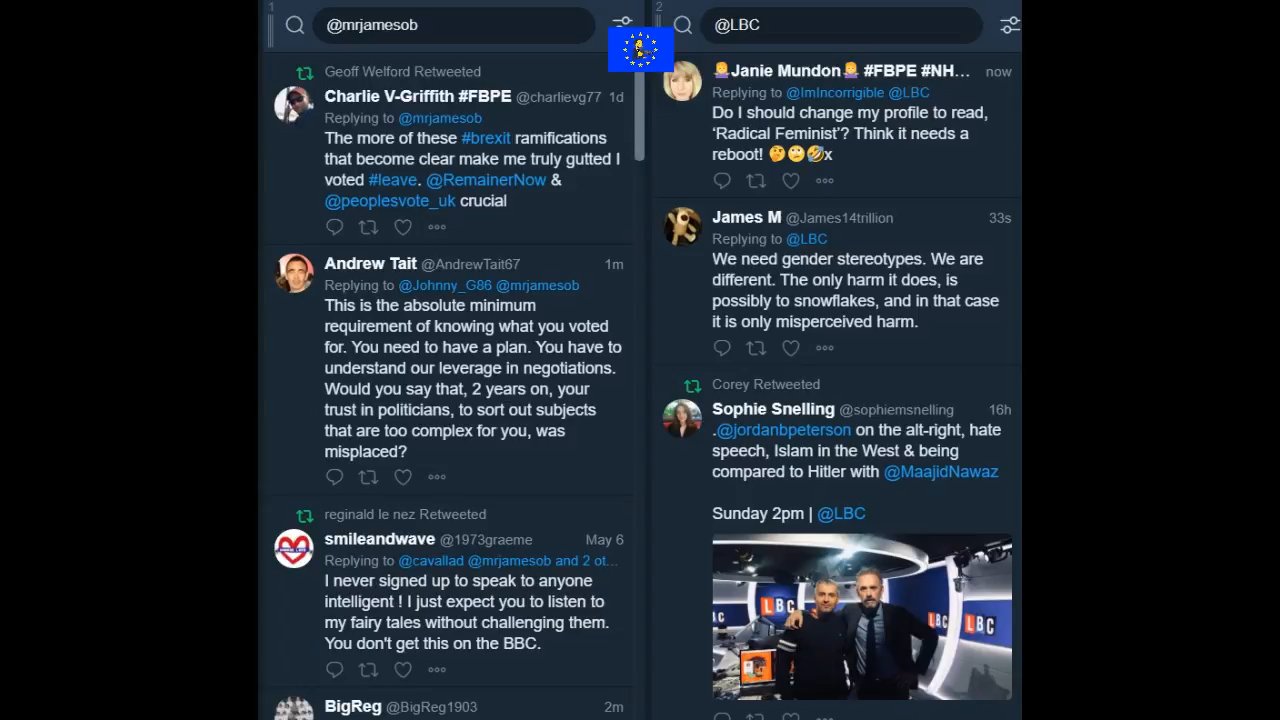 1
@mrjamesob
Geoff Welford Retweeted
Charlie V-Griffith #FBPE @charlievg77 1d
Replying to @mrjamesob
The more of these #brexit ramifications
that become clear make me truly gutted I
voted #leave. @RemainerNow &
@peoplesvote_uk crucial
Andrew Tait @AndrewTait67 1m
Replying to @Johnny_G86 @mrjamesob
This is the absolute minimum
requirement of knowing what you voted
for. You need to have a plan. You have to
understand our leverage in negotiations.
Would you say that, 2 years on, your
trust in politicians, to sort out subjects
that are too complex for you, was
misplaced?
reginald le nez Retweeted
smileandwave @1973graeme May 6
Replying to @cavallad @mrjamesob and 2 ot...
I never signed up to speak to anyone
intelligent ! I just expect you to listen to
my fairy tales without challenging them.
You don't get this on the BBC.
BigReg @BigReg1903 2m
2
@LBC
Janie Mundon #FBPE #NH... now
Replying to @ImIncorrigible @LBC
Do I should change my profile to read,
‘Radical Feminist’? Think it needs a
reboot! 🤔🙄🤣x
James M @James14trillion 33s
Replying to @LBC
We need gender stereotypes. We are
different. The only harm it does, is
possibly to snowflakes, and in that case
it is only misperceived harm.
Corey Retweeted
Sophie Snelling @sophiemsnelling 16h
.@jordanbpeterson on the alt-right, hate
speech, Islam in the West & being
compared to Hitler with @MaajidNawaz
Sunday 2pm | @LBC
LBC
LBC
LBC